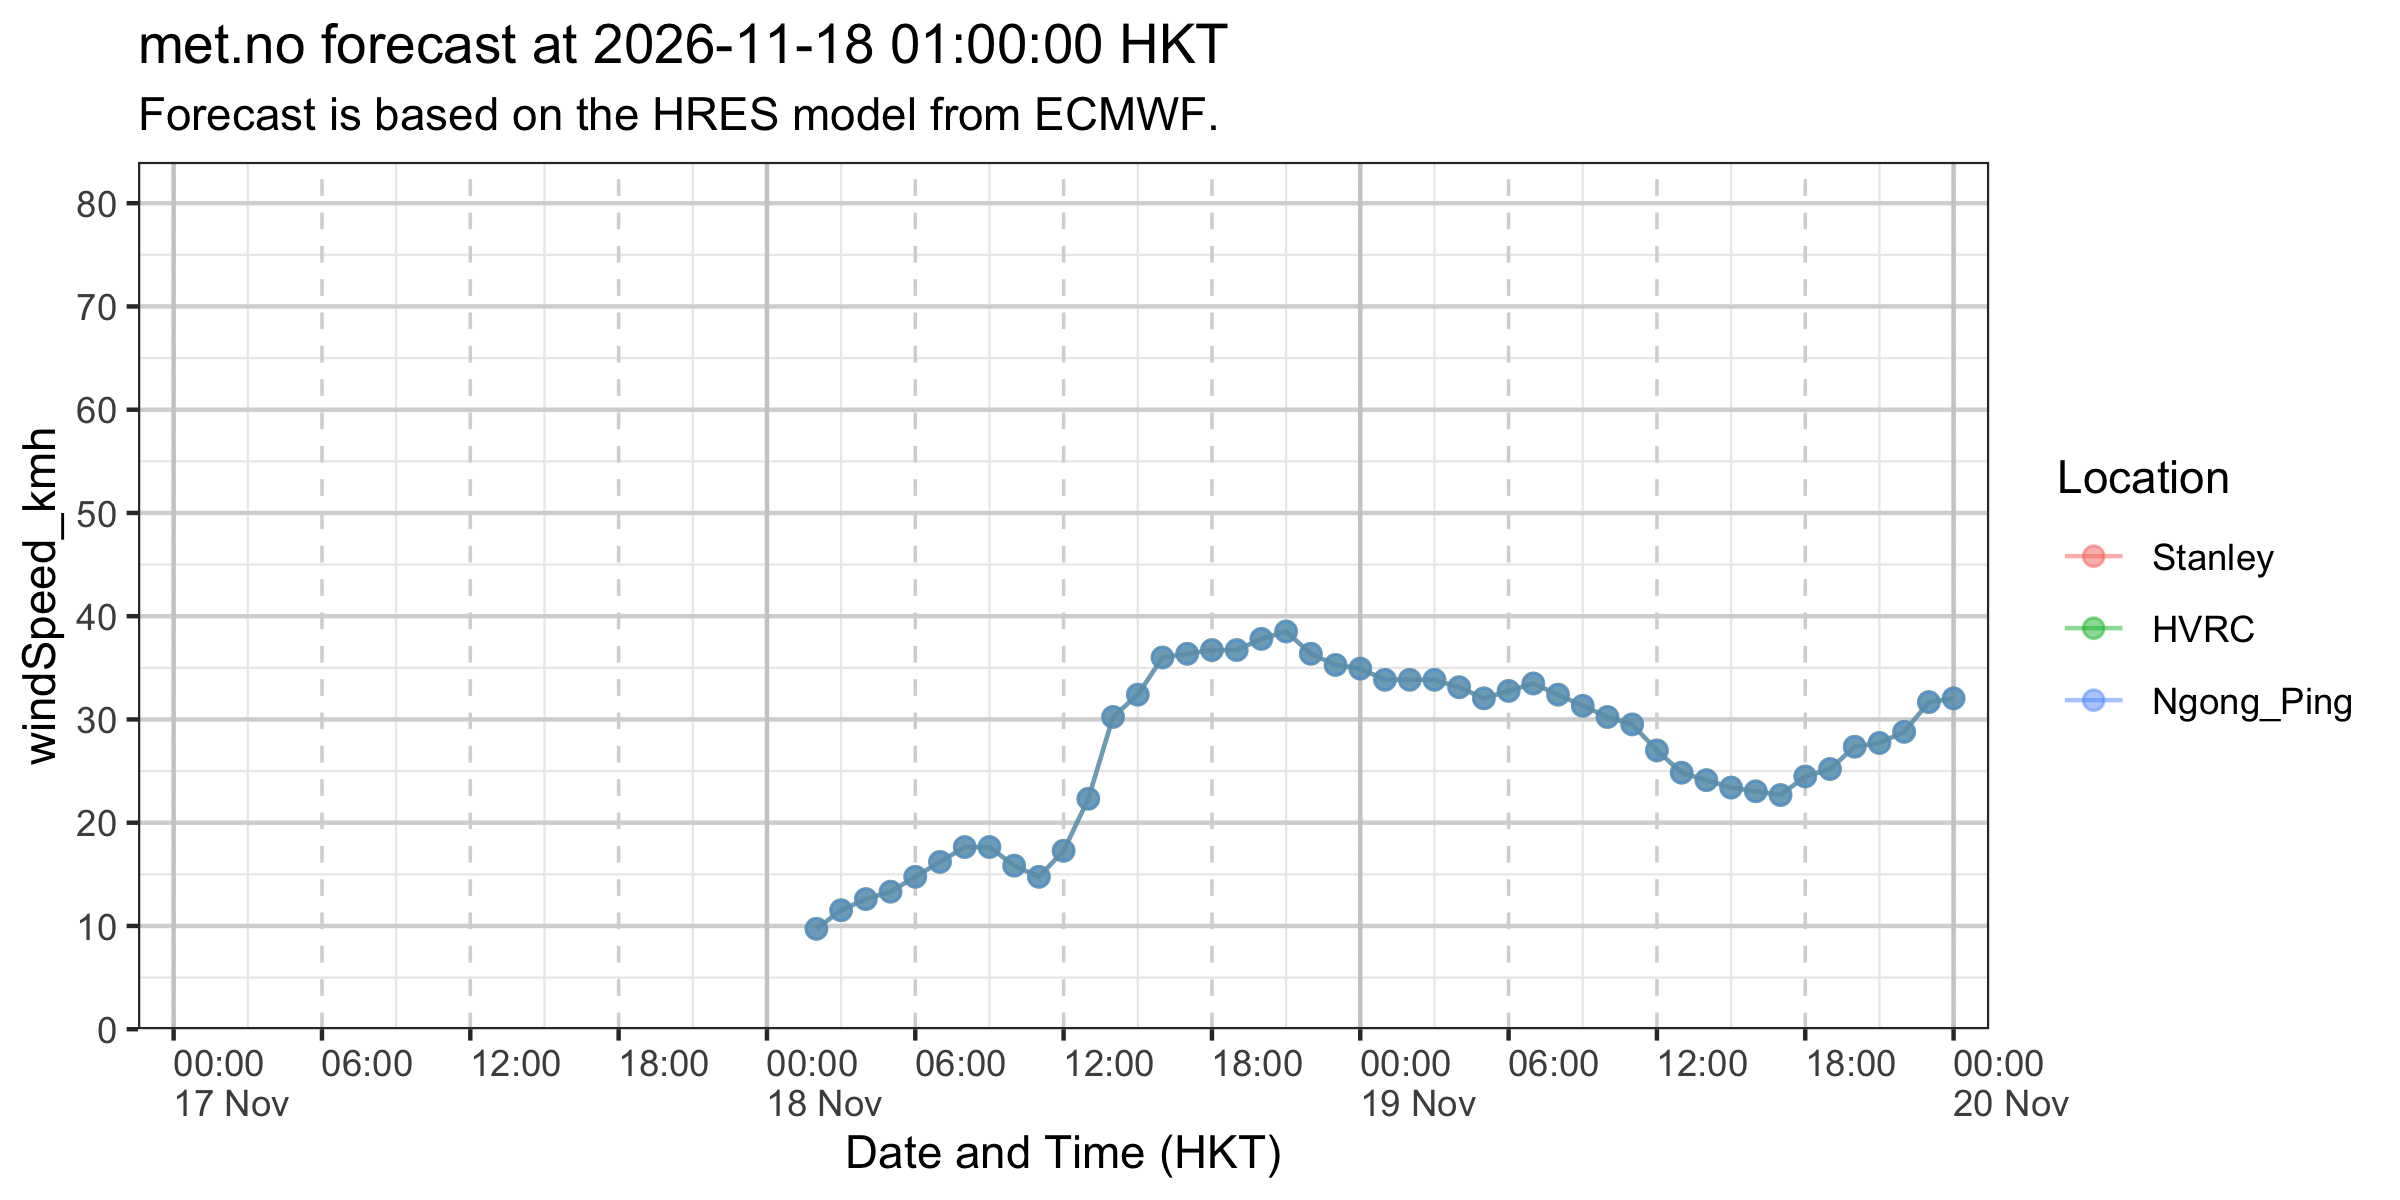 met.no forecast at 2026-11-18 01:00:00 HKT
Forecast is based on the HRES model from ECMWF.
windSpeed_kmh
80
70
60
50
40
30
20
10
0
00:00 06:00 12:00 18:00 00:00 06:00 12:00 18:00 00:00 06:00 12:00 18:00 00:00
17 Nov 18 Nov 19 Nov 20 Nov
Date and Time (HKT)
Location
Stanley
HVRC
Ngong_Ping